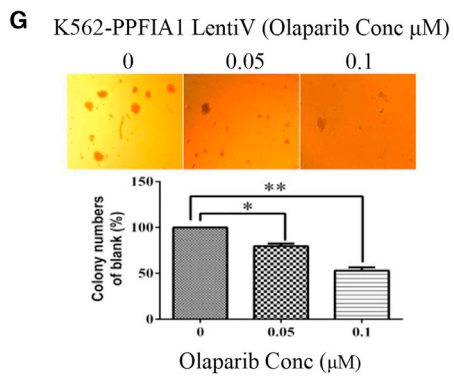 G
K562-PPFIA1 LentiV (Olaparib Conc μM)
0 0.05 0.1
150
100
50
0
Colony numbers
of blank (%)
**
*
0 0.05 0.1
Olaparib Conc (μM)